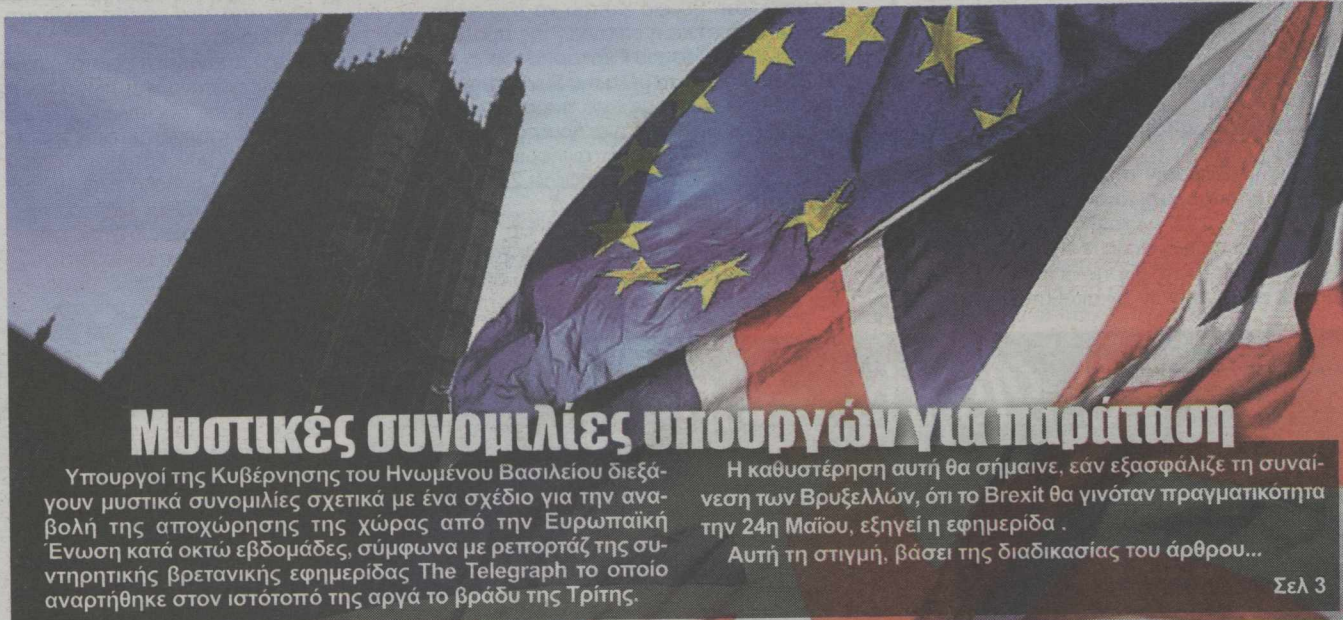 Μυστικές συνομιλίες υπουργών για παράταση
Υπουργοί της Κυβέρνησης του Ηνωμένου Βασιλείου διεξά-
γουν μυστικά συνομιλίες σχετικά με ένα σχέδιο για την ανα-
βολή της αποχώρησης της χώρας από την Ευρωπαϊκή
Ένωση κατά οκτώ εβδομάδες, σύμφωνα με ρεπορτάζ της συ-
ντηρητικής βρετανικής εφημερίδας The Telegraph το οποίο
αναρτήθηκε στον ιστότοπό της αργά το βράδυ της Τρίτης.
Η καθυστέρηση αυτή θα σήμαινε, εάν εξασφάλιζε τη συναί-
νεση των Βρυξελλών, ότι το Brexit θα γινόταν πραγματικότητα
την 24η Μαΐου, εξηγεί η εφημερίδα .
Αυτή τη στιγμή, βάσει της διαδικασίας του άρθρου...
Σελ 3